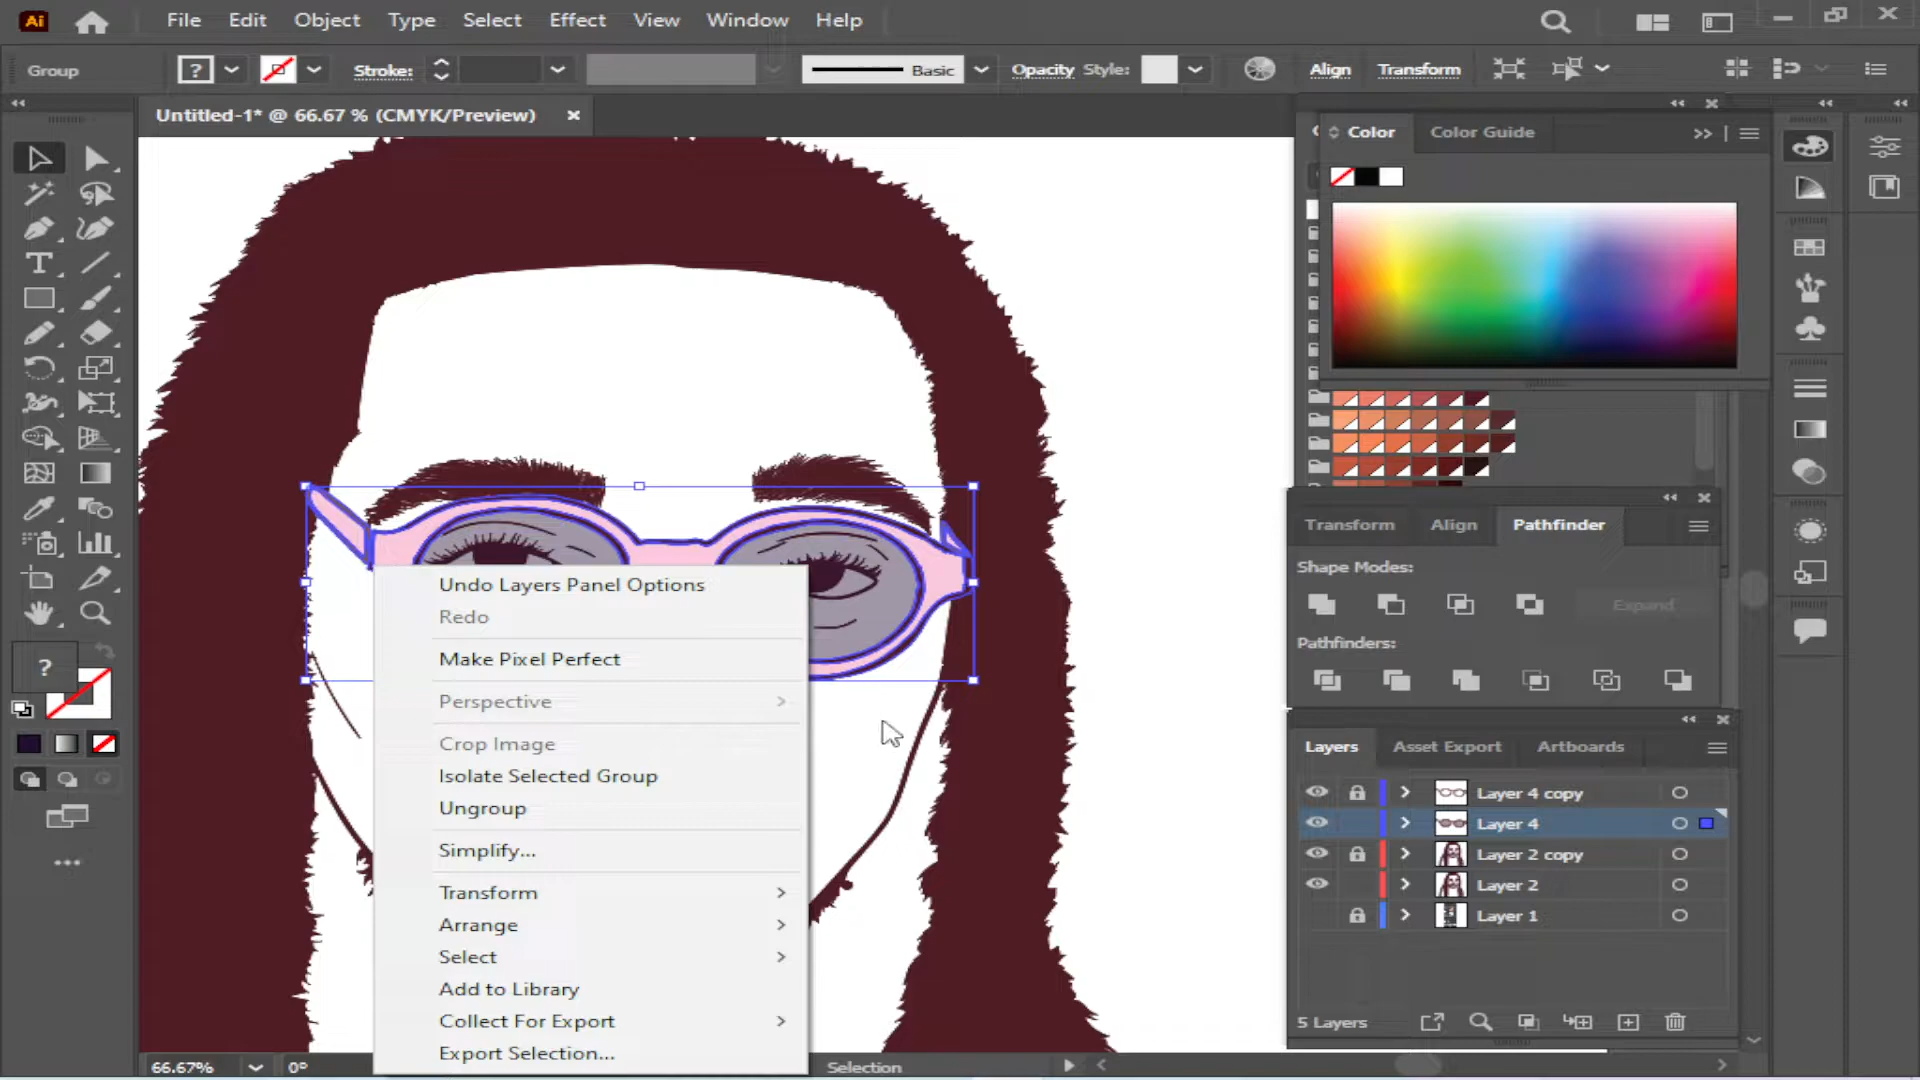 Ai File Edit Object Type Select Effect View Window Help
Group ? Stroke: Basic Opacity Style: Align Transform
Untitled-1* @ 66.67 % (CMYK/Preview)
Color Color Guide
Transform Align Pathfinder
Shape Modes:
Expand
Pathfinders:
?
Undo Layers Panel Options
Redo
Make Pixel Perfect
Perspective
Crop Image
Isolate Selected Group
Ungroup
Simplify...
Transform
Arrange
Select
Add to Library
Collect For Export
Export Selection...
Layers Asset Export Artboards
Layer 4 copy
Layer 4
Layer 2 copy
Layer 2
Layer 1
5 Layers
66.67% 0° Selection